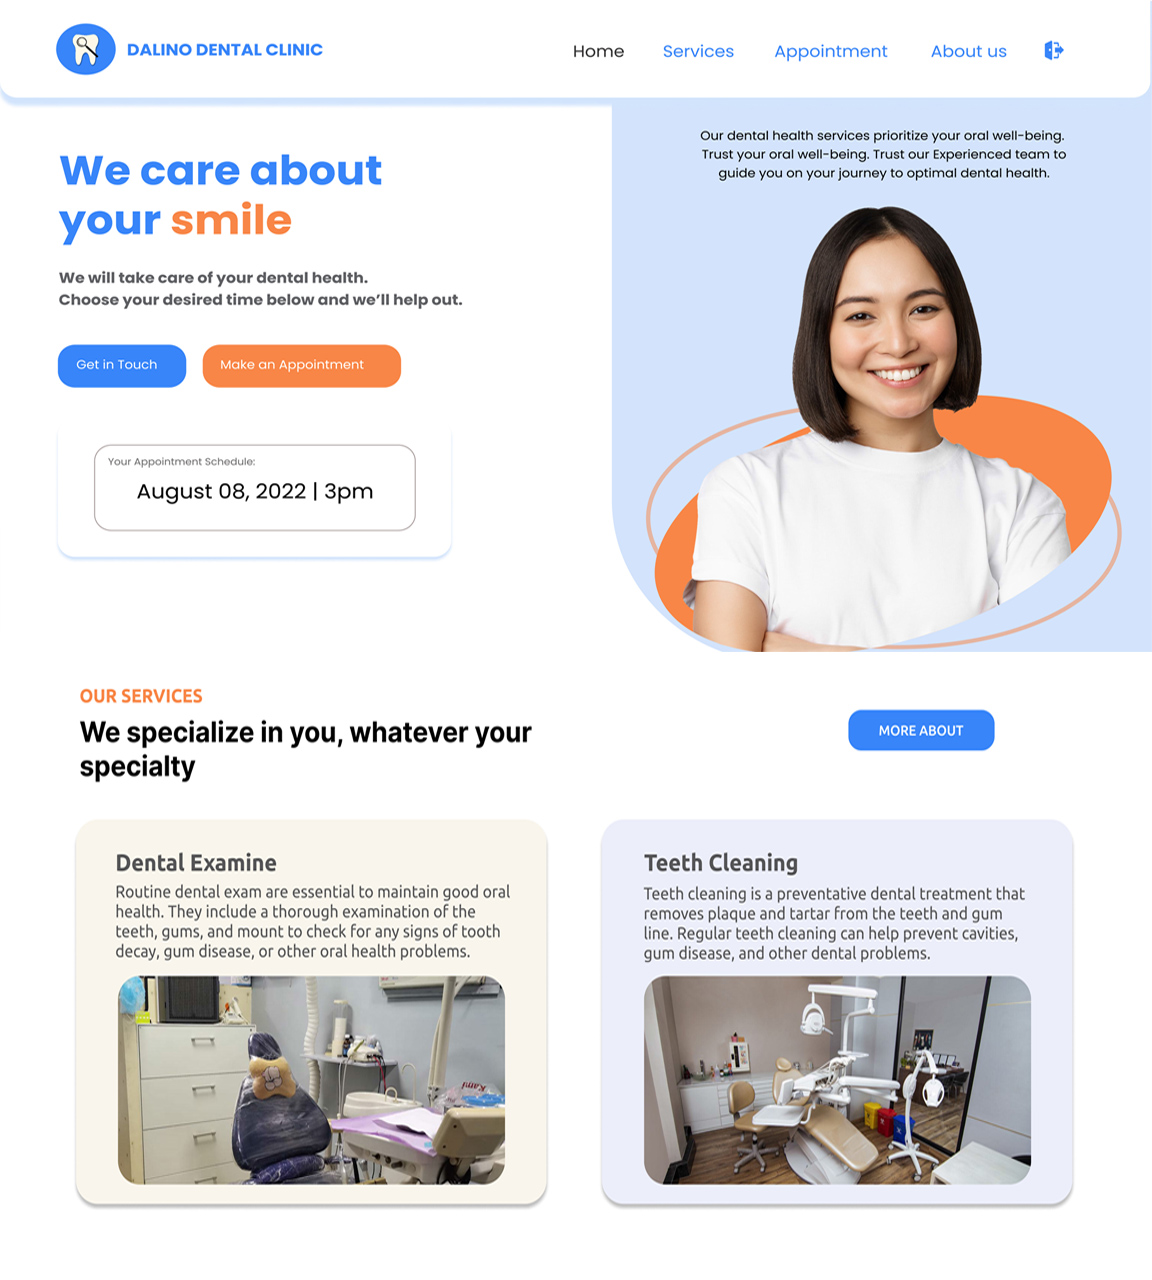 DALINO DENTAL CLINIC
Home
Services
Appointment
About us
We care about
your smile
We will take care of your dental health.
Choose your desired time below and we'll help out.
Get in Touch
Make an Appointment
Your Appointment Schedule:
August 08, 2022 | 3pm
Our dental health services prioritize your oral well-being.
Trust your oral well-being. Trust our Experienced team to
guide you on your journey to optimal dental health.
OUR SERVICES
We specialize in you, whatever your
specialty
MORE ABOUT
Dental Examine
Routine dental exam are essential to maintain good oral
health. They include a thorough examination of the
teeth, gums, and mount to check for any signs of tooth
decay, gum disease, or other oral health problems.
Teeth Cleaning
Teeth cleaning is a preventative dental treatment that
removes plaque and tartar from the teeth and gum
line. Regular teeth cleaning can help prevent cavities,
gum disease, and other dental problems.